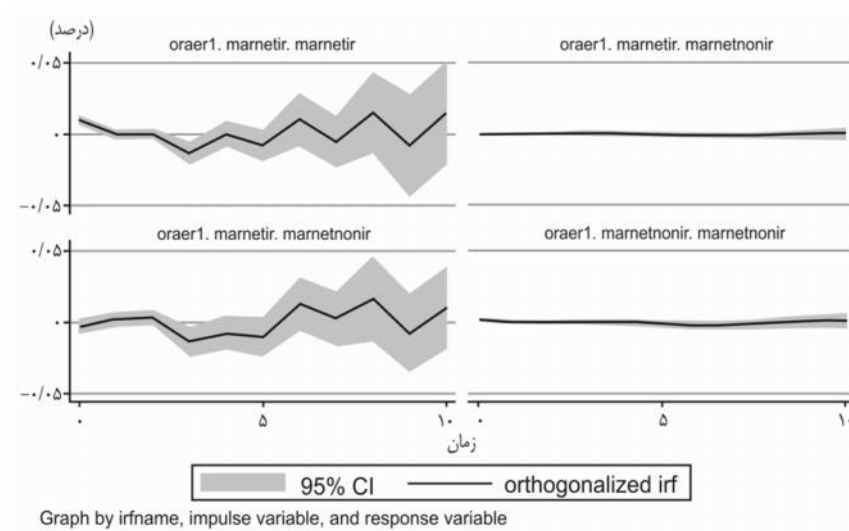 (درصد)
oraer1. marnetir. marnetir
oraer1. marnetir. marnetnonir
۰/۰۵
۰
−۰/۰۵
oraer1. marnetir. marnetnonir
oraer1. marnetnonir. marnetnonir
۰/۰۵
۰
−۰/۰۵
۰ ۵ ۱۰ ۰ ۵ ۱۰
زمان
95% CI orthogonalized irf
Graph by irfname, impulse variable, and response variable